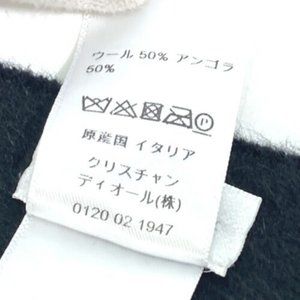 ウール 50% アンゴラ
50%
原産国 イタリア
クリスチャン
ディオール(株)
0120 02 1947